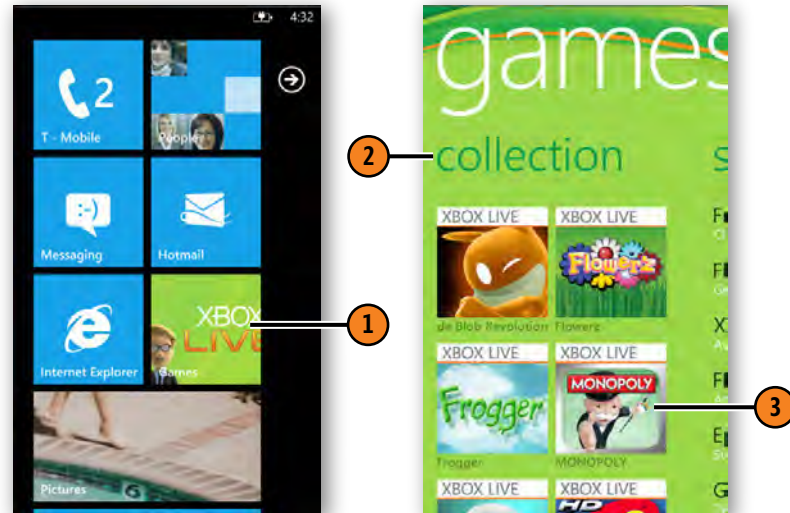 4:32
2
T - Mobile
People
Messaging
Hotmail
XBOX
LIVE
Internet Explorer
Games
6
Pictures
1
games
2
collection
s
XBOX LIVE
XBOX LIVE
Flowerz
de Blob Revolution
Flowerz
XBOX LIVE
XBOX LIVE
Frogger
MONOPOLY
Frogger
MONOPOLY
3
XBOX LIVE
XBOX LIVE
HD